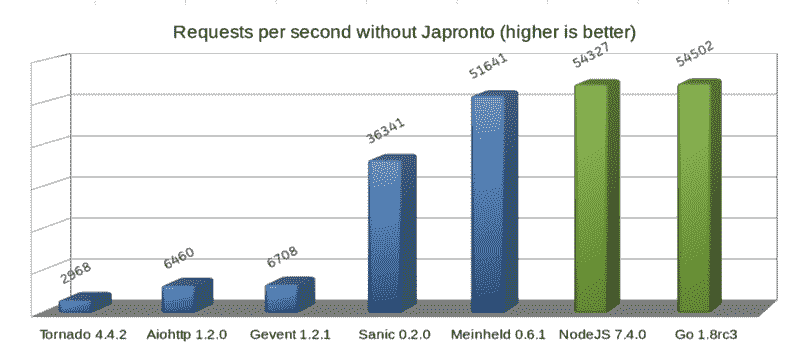 Requests per second without Japronto (higher is better)
2968
6460
6708
36341
51641
54327
54502
Tornado 4.4.2
Aiohttp 1.2.0
Gevent 1.2.1
Sanic 0.2.0
Meinheld 0.6.1
NodeJS 7.4.0
Go 1.8rc3